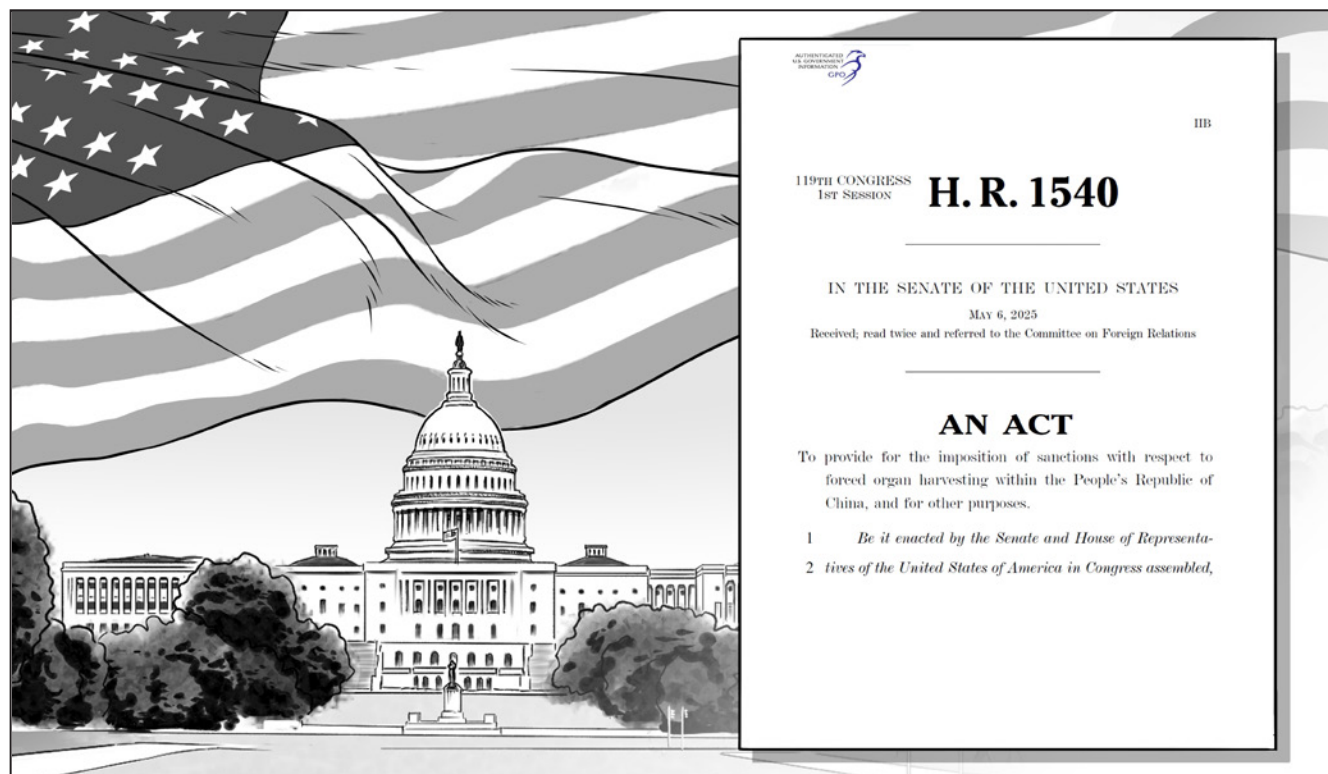 AUTHENTICATED
U.S. GOVERNMENT
INFORMATION
GPO
IIB
119TH CONGRESS
1ST SESSION
H. R. 1540
IN THE SENATE OF THE UNITED STATES
MAY 6, 2025
Received; read twice and referred to the Committee on Foreign Relations
AN ACT
To provide for the imposition of sanctions with respect to
forced organ harvesting within the People's Republic of
China, and for other purposes.
1 Be it enacted by the Senate and House of Representa-
2 tives of the United States of America in Congress assembled,